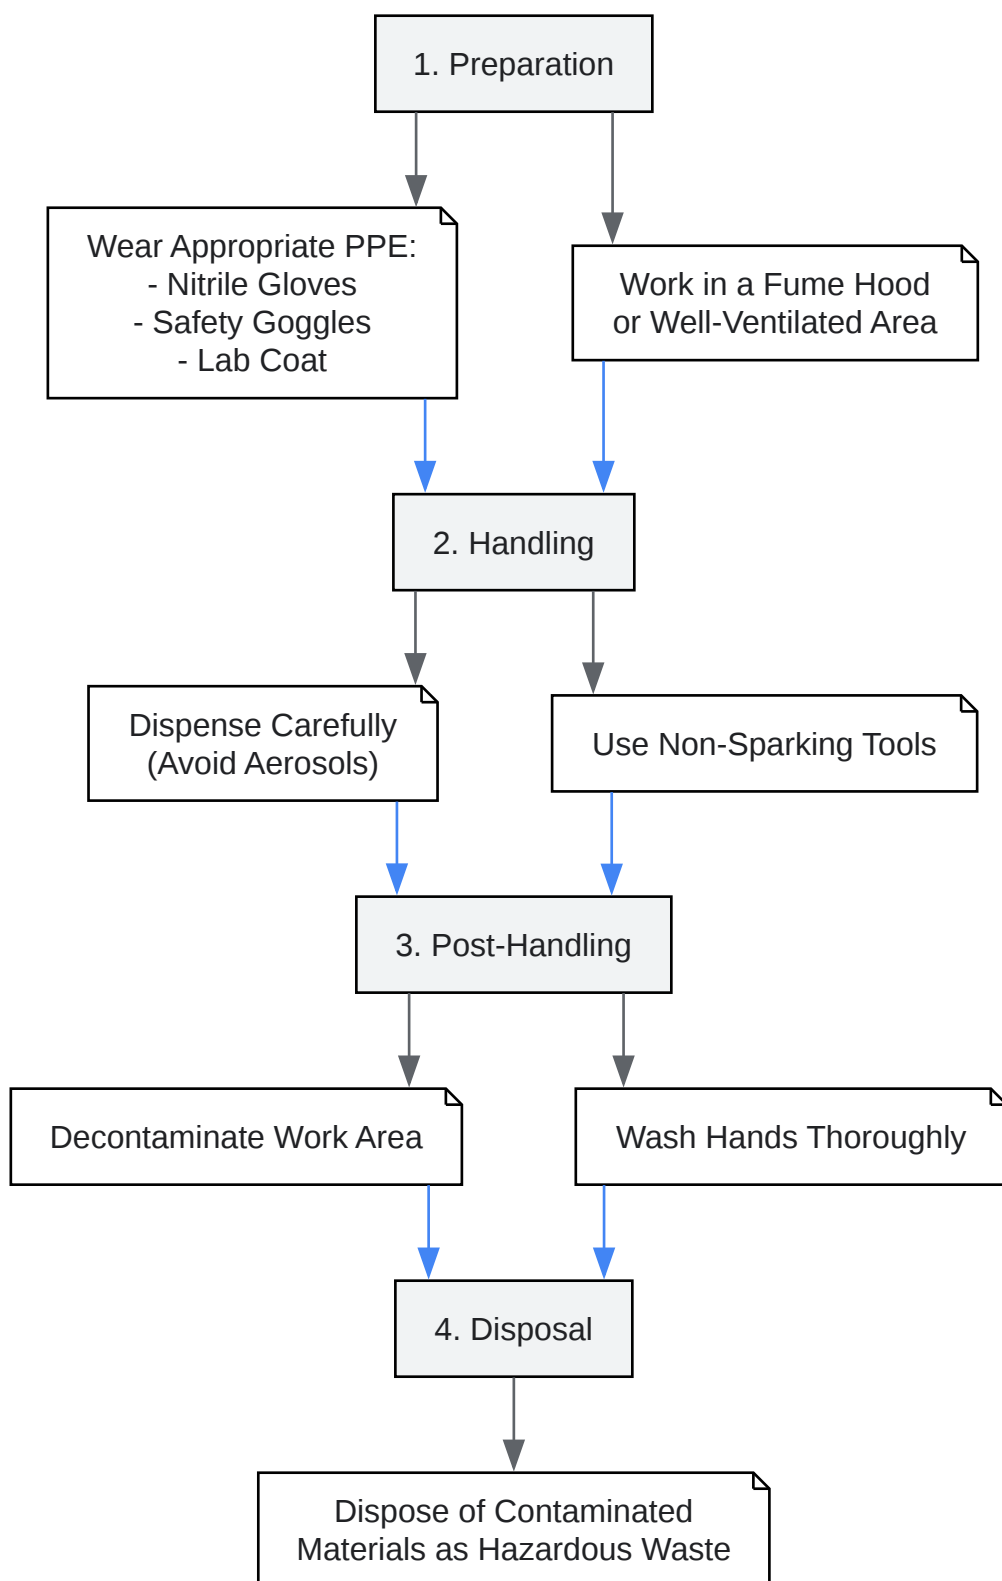 1. Preparation
Wear Appropriate PPE:
- Nitrile Gloves
- Safety Goggles
- Lab Coat
Work in a Fume Hood
or Well-Ventilated Area
2. Handling
Dispense Carefully
(Avoid Aerosols)
Use Non-Sparking Tools
3. Post-Handling
Decontaminate Work Area
Wash Hands Thoroughly
4. Disposal
Dispose of Contaminated
Materials as Hazardous Waste